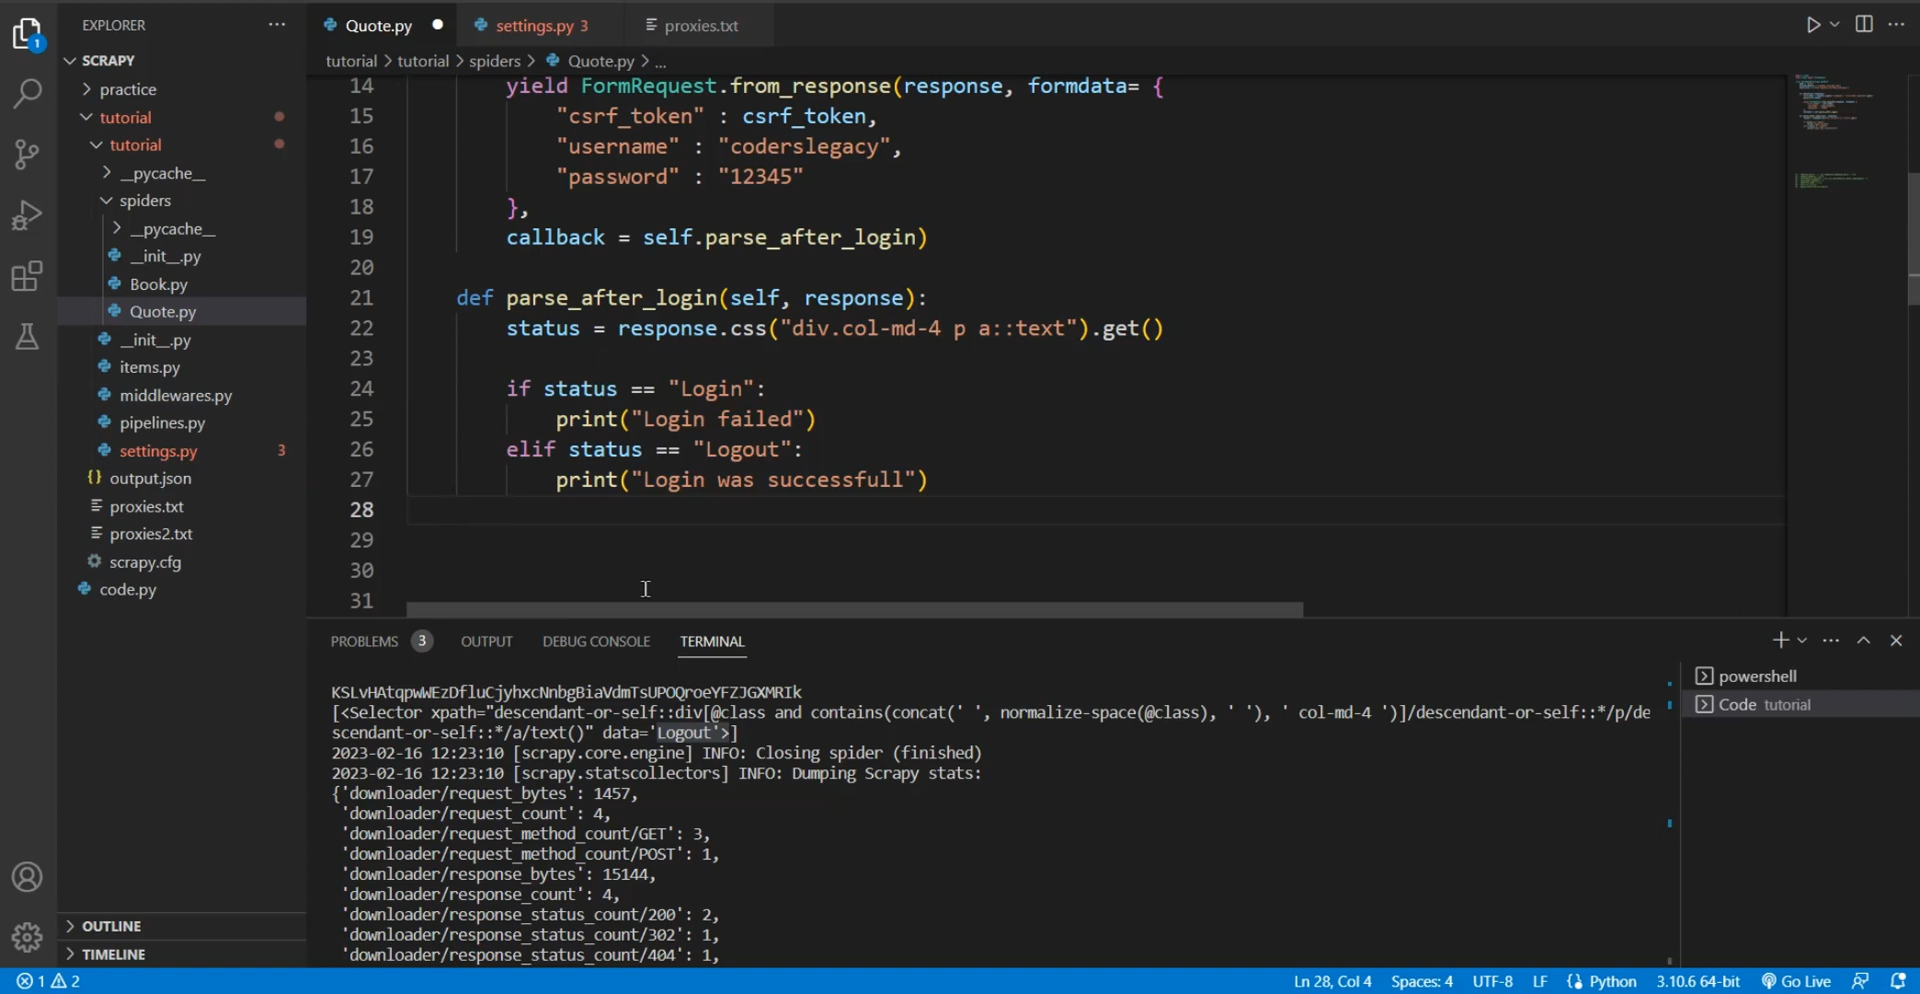 EXPLORER
1
SCRAPY
practice
tutorial
tutorial
__pycache__
spiders
__pycache__
__init__.py
Book.py
Quote.py
__init__.py
items.py
middlewares.py
pipelines.py
settings.py 3
output.json
proxies.txt
proxies2.txt
scrapy.cfg
code.py
OUTLINE
TIMELINE
Quote.py
settings.py 3
proxies.txt
tutorial > tutorial > spiders > Quote.py > ...
14 yield FormRequest.from_response(response, formdata= {
15 "csrf_token" : csrf_token,
16 "username" : "coderslegacy",
17 "password" : "12345"
18 },
19 callback = self.parse_after_login)
20
21 def parse_after_login(self, response):
22 status = response.css("div.col-md-4 p a::text").get()
23
24 if status == "Login":
25 print("Login failed")
26 elif status == "Logout":
27 print("Login was successfull")
28
29
30
31
PROBLEMS 3 OUTPUT DEBUG CONSOLE TERMINAL
KSLvHAtqpwWEzDfluCjyhxcNnbgBiaVdmTsUPOQroeYFZJGXMRIk
[<Selector xpath="descendant-or-self::div[@class and contains(concat(' ', normalize-space(@class), ' '), ' col-md-4 ')]/descendant-or-self::*/p/de
scendant-or-self::*/a/text()" data='Logout'>]
2023-02-16 12:23:10 [scrapy.core.engine] INFO: Closing spider (finished)
2023-02-16 12:23:10 [scrapy.statscollectors] INFO: Dumping Scrapy stats:
{'downloader/request_bytes': 1457,
'downloader/request_count': 4,
'downloader/request_method_count/GET': 3,
'downloader/request_method_count/POST': 1,
'downloader/response_bytes': 15144,
'downloader/response_count': 4,
'downloader/response_status_count/200': 2,
'downloader/response_status_count/302': 1,
'downloader/response_status_count/404': 1,
powershell
Code tutorial
1 2
Ln 28, Col 4 Spaces: 4 UTF-8 LF Python 3.10.6 64-bit Go Live